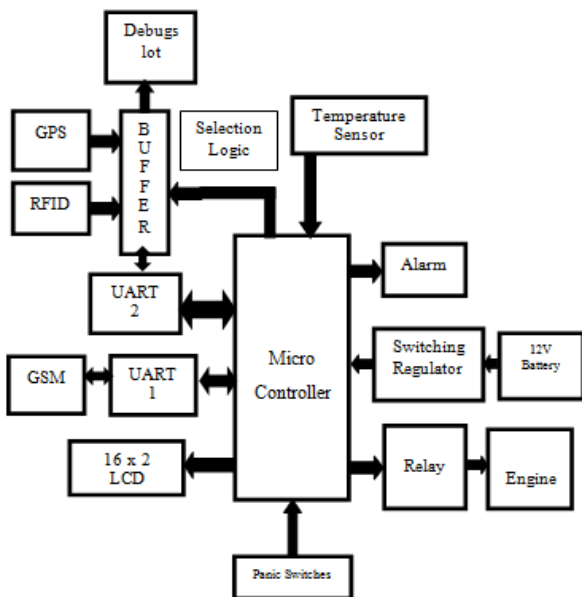 Debugs
lot
GPS
BUFFER
Selection
Logic
Temperature
Sensor
RFID
Alarm
UART
2
Micro
Controller
Switching
Regulator
12V
Battery
GSM
UART
1
16 x 2
LCD
Relay
Engine
Panic Switches